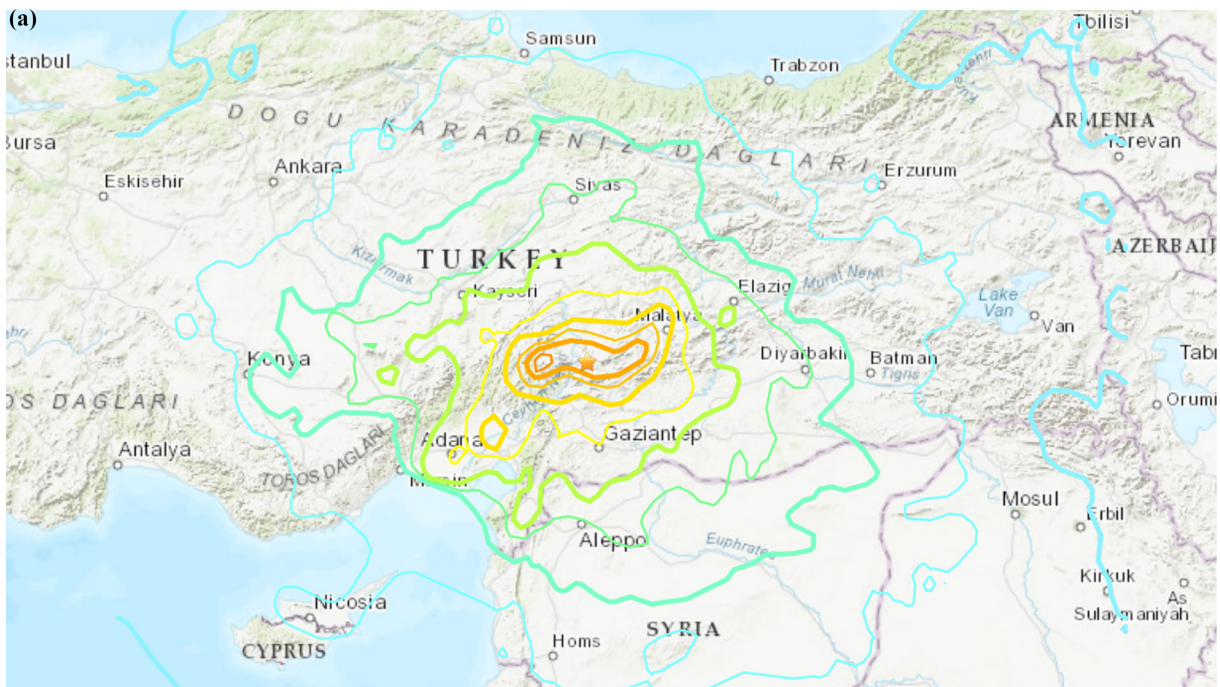 (a)
Tbilisi
Samsun
stanbul
Trabzon
DOGU KARADENIZ DAGLARI
ARMENIA
Bursa
Yerevan
Ankara
Erzurum
Eskisehir
Sivas
AZERBAIJ
TURKEY
Kizirmak
Murat Nehri
Elazig
Kayseri
Lake
Van
Malatya
Van
Konya
Diyarbakir
Batman
Tabr
Tigris
OS DAGLARI
Orumi
Adana
Gaziantep
Antalya
TOROS DAGLARI
Mersin
Mosul
Erbil
Aleppo
Euphrates
Kirkuk
As
Nicosia
Sulaymaniyah
SYRIA
Homs
CYPRUS